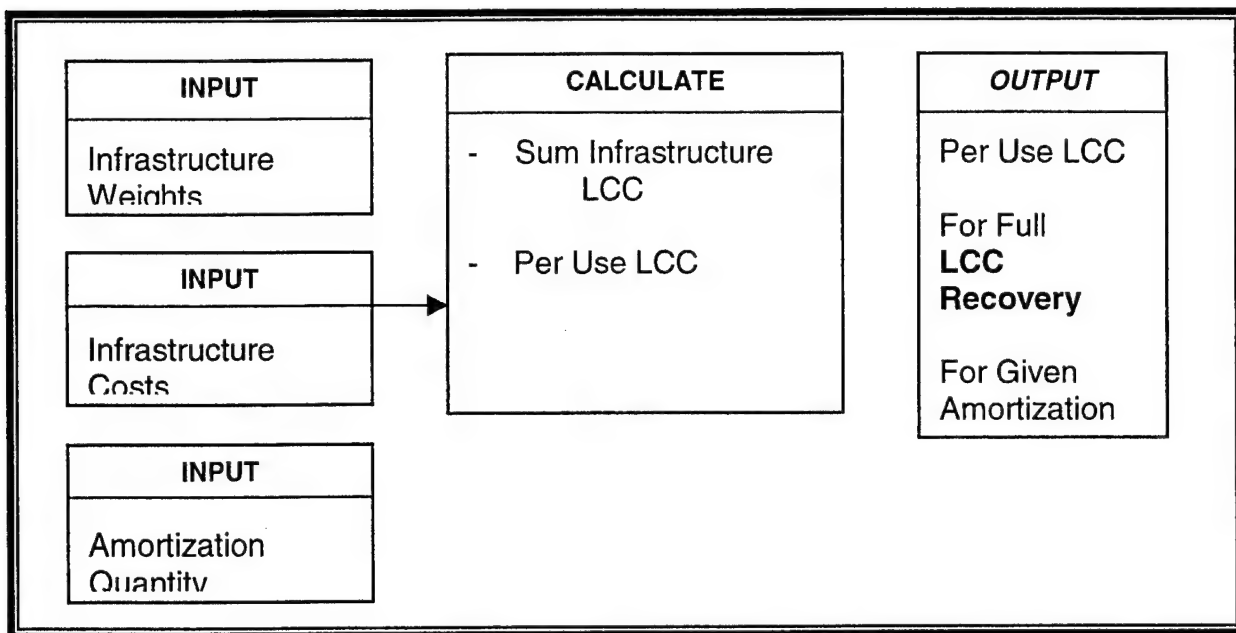 INPUT
Infrastructure
Weights
INPUT
Infrastructure
Costs
INPUT
Amortization
Quantity
CALCULATE
- Sum Infrastructure
LCC
- Per Use LCC
OUTPUT
Per Use LCC
For Full
LCC
Recovery
For Given
Amortization